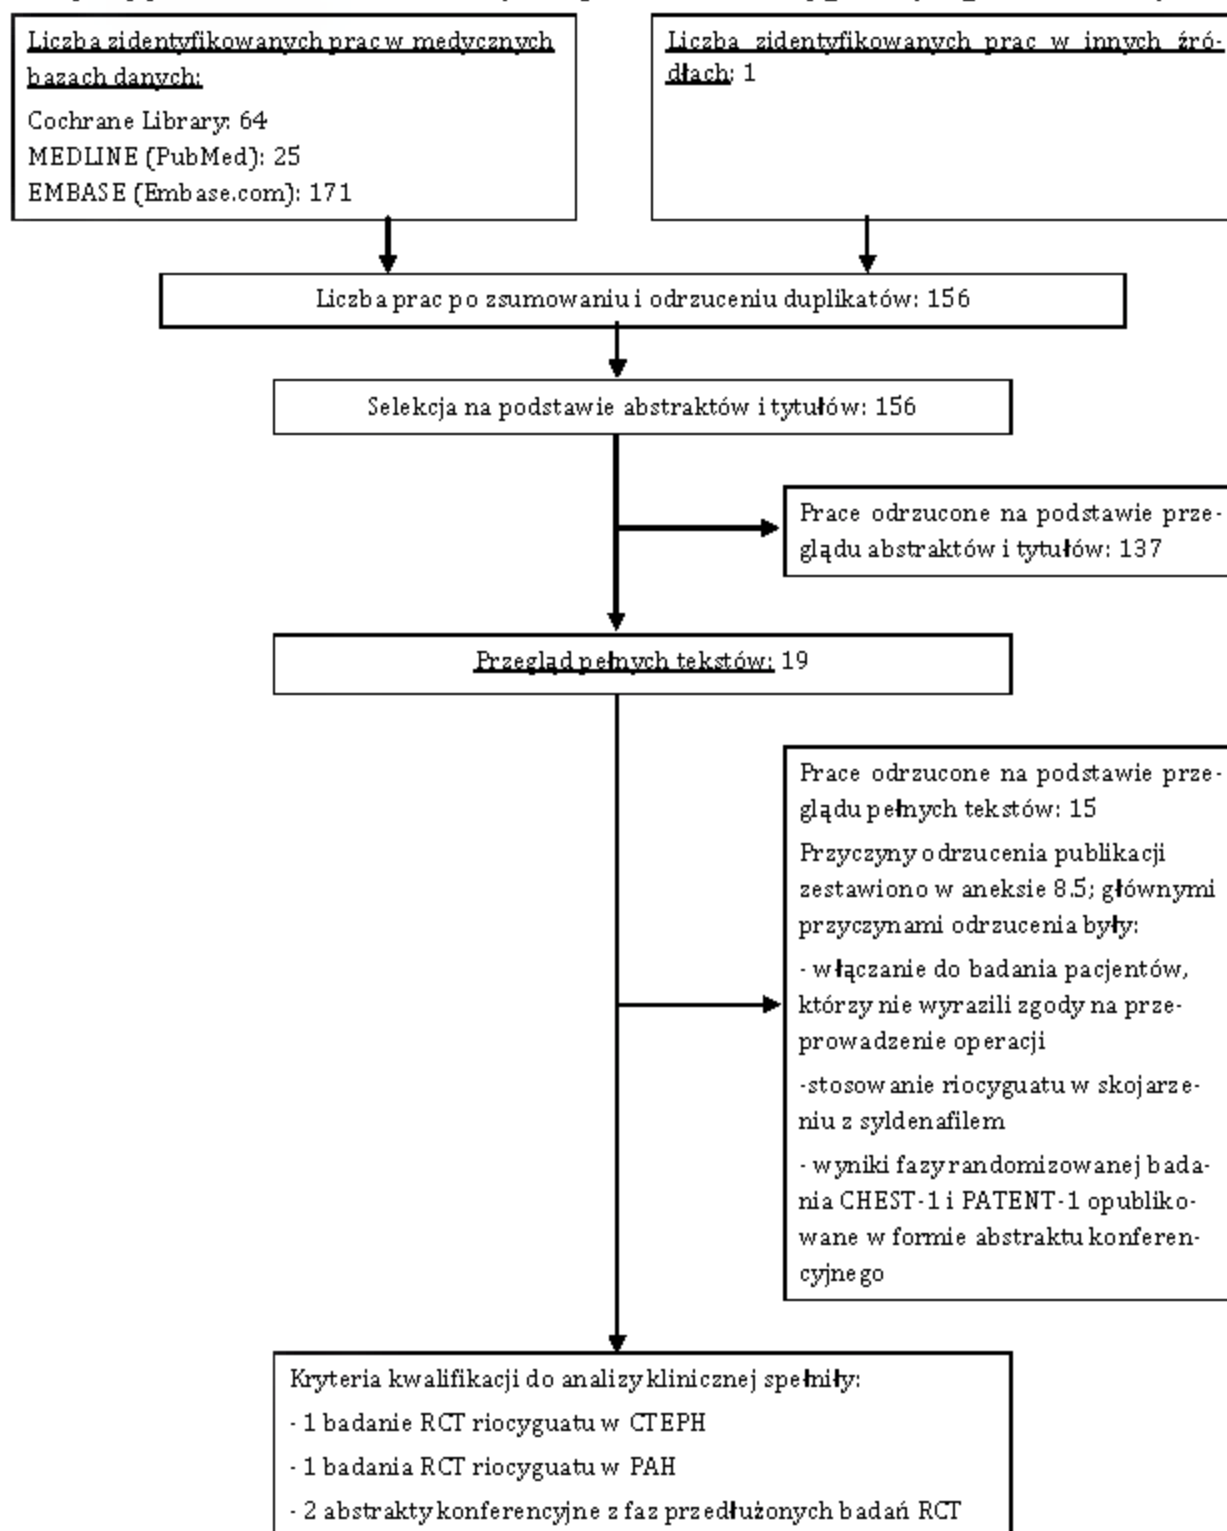 Liczba zidentyfikowanych prac w medycznych
bazach danych:
Cochrane Library: 64
MEDLINE (PubMed): 25
EMBASE (Embase.com): 171
Liczba zidentyfikowanych prac w innych źró-
dłach: 1
Liczba prac po zsumowaniu i odrzuceniu duplikatów: 156
Selekcja na podstawie abstraktów i tytułów: 156
Prace odrzucone na podstawie prze-
glądu abstraktów i tytułów: 137
Przegląd pełnych tekstów: 19
Prace odrzucone na podstawie prze-
glądu pełnych tekstów: 15
Przyczyny odrzucenia publikacji
zestawiono w aneksie 8.5; głównymi
przyczynami odrzucenia były:
- włączanie do badania pacjentów,
którzy nie wyrazili zgody na prze-
prowadzenie operacji
-stosowanie riocyguatu w skojarze-
niu z syldenafilem
- wyniki fazy randomizowanej bada-
nia CHEST-1 i PATENT-1 opubliko-
wane w formie abstraktu konferen-
cyjnego
Kryteria kwalifikacji do analizy klinicznej spełniły:
- 1 badanie RCT riocyguatu w CTEPH
- 1 badania RCT riocyguatu w PAH
- 2 abstrakty konferencyjne z faz przedłużonych badań RCT